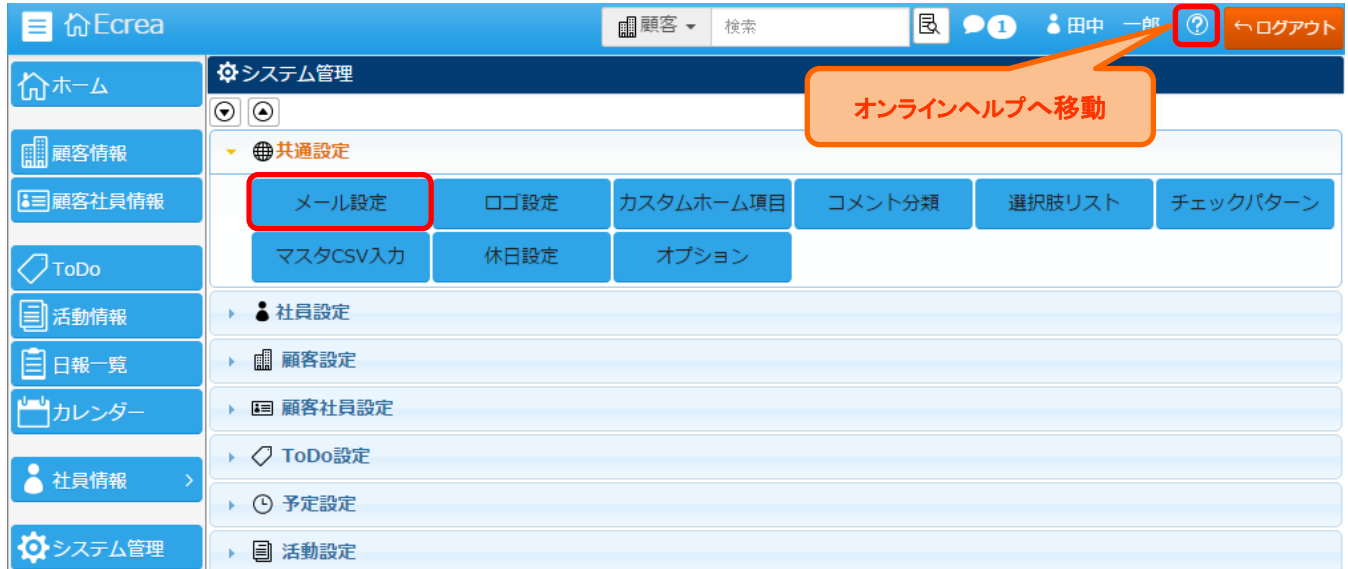 Ecrea
顧客
検索
1
田中 一郎
ログアウト
オンラインヘルプへ移動
ホーム
顧客情報
顧客社員情報
ToDo
活動情報
日報一覧
カレンダー
社員情報
システム管理
システム管理
共通設定
メール設定 ロゴ設定 カスタムホーム項目 コメント分類 選択肢リスト チェックパターン
マスタCSV入力 休日設定 オプション
社員設定
顧客設定
顧客社員設定
ToDo設定
予定設定
活動設定